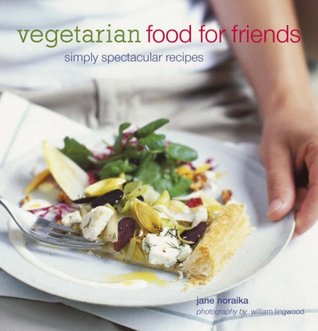 vegetarian food for friends
simply spectacular recipes
jane noraika
photography by william lingwood